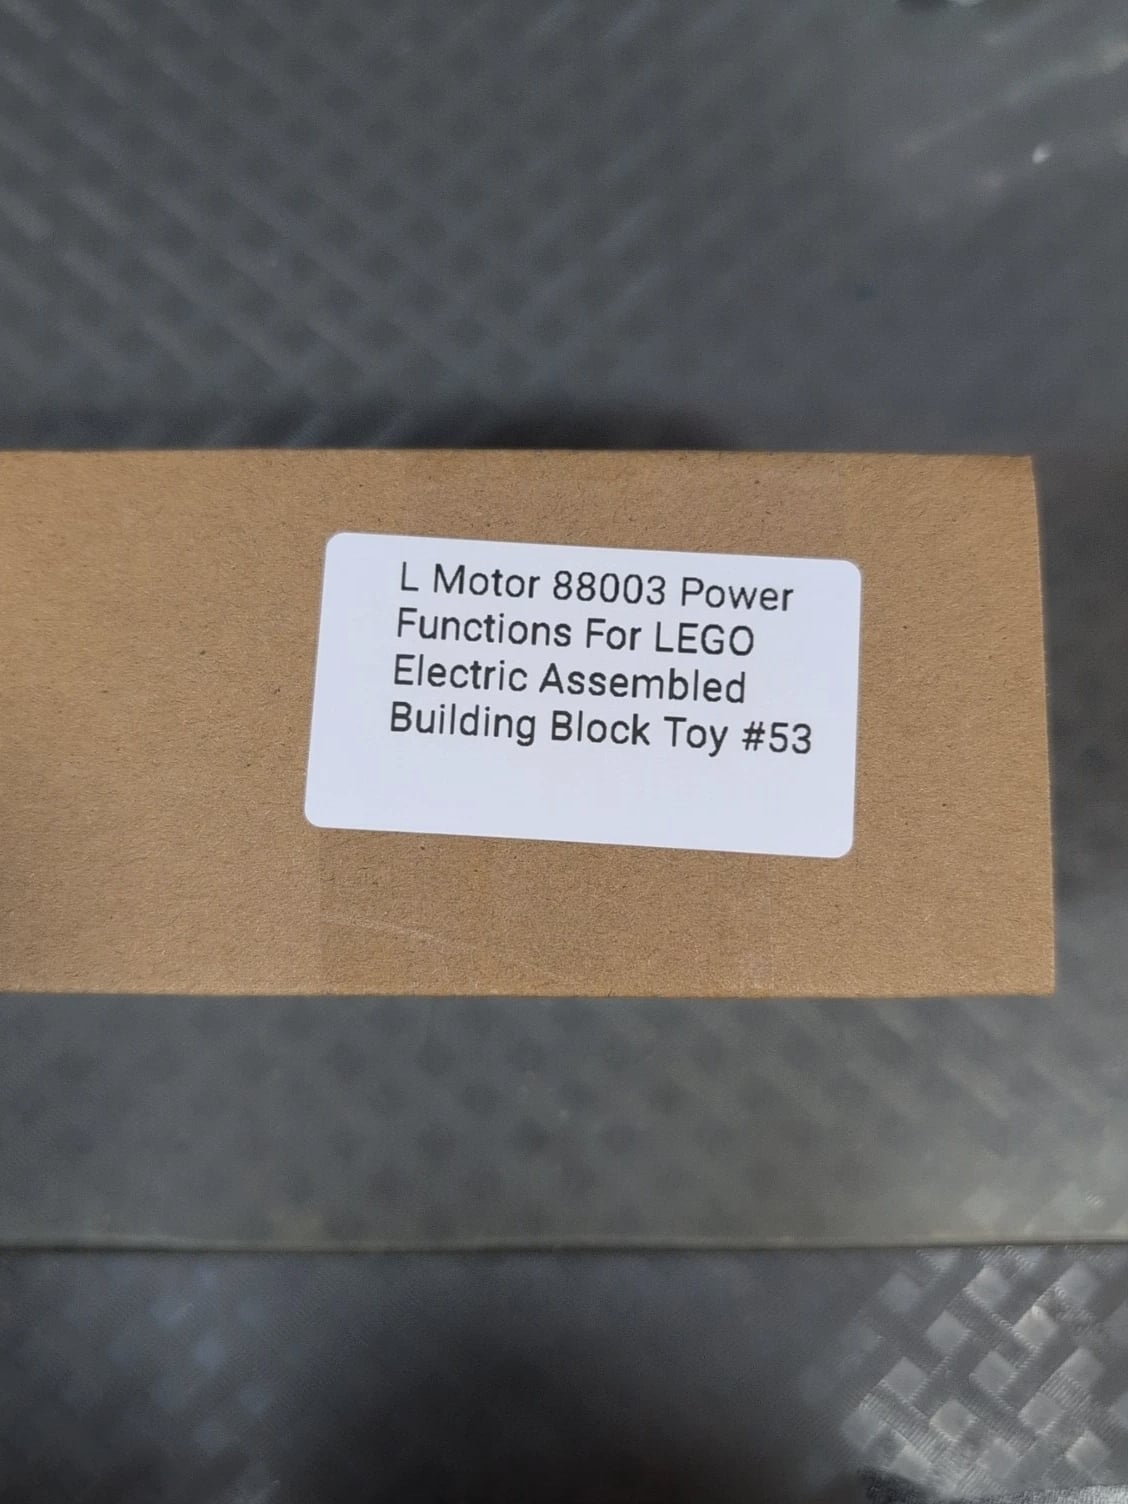 L Motor 88003 Power
Functions For LEGO
Electric Assembled
Building Block Toy #53